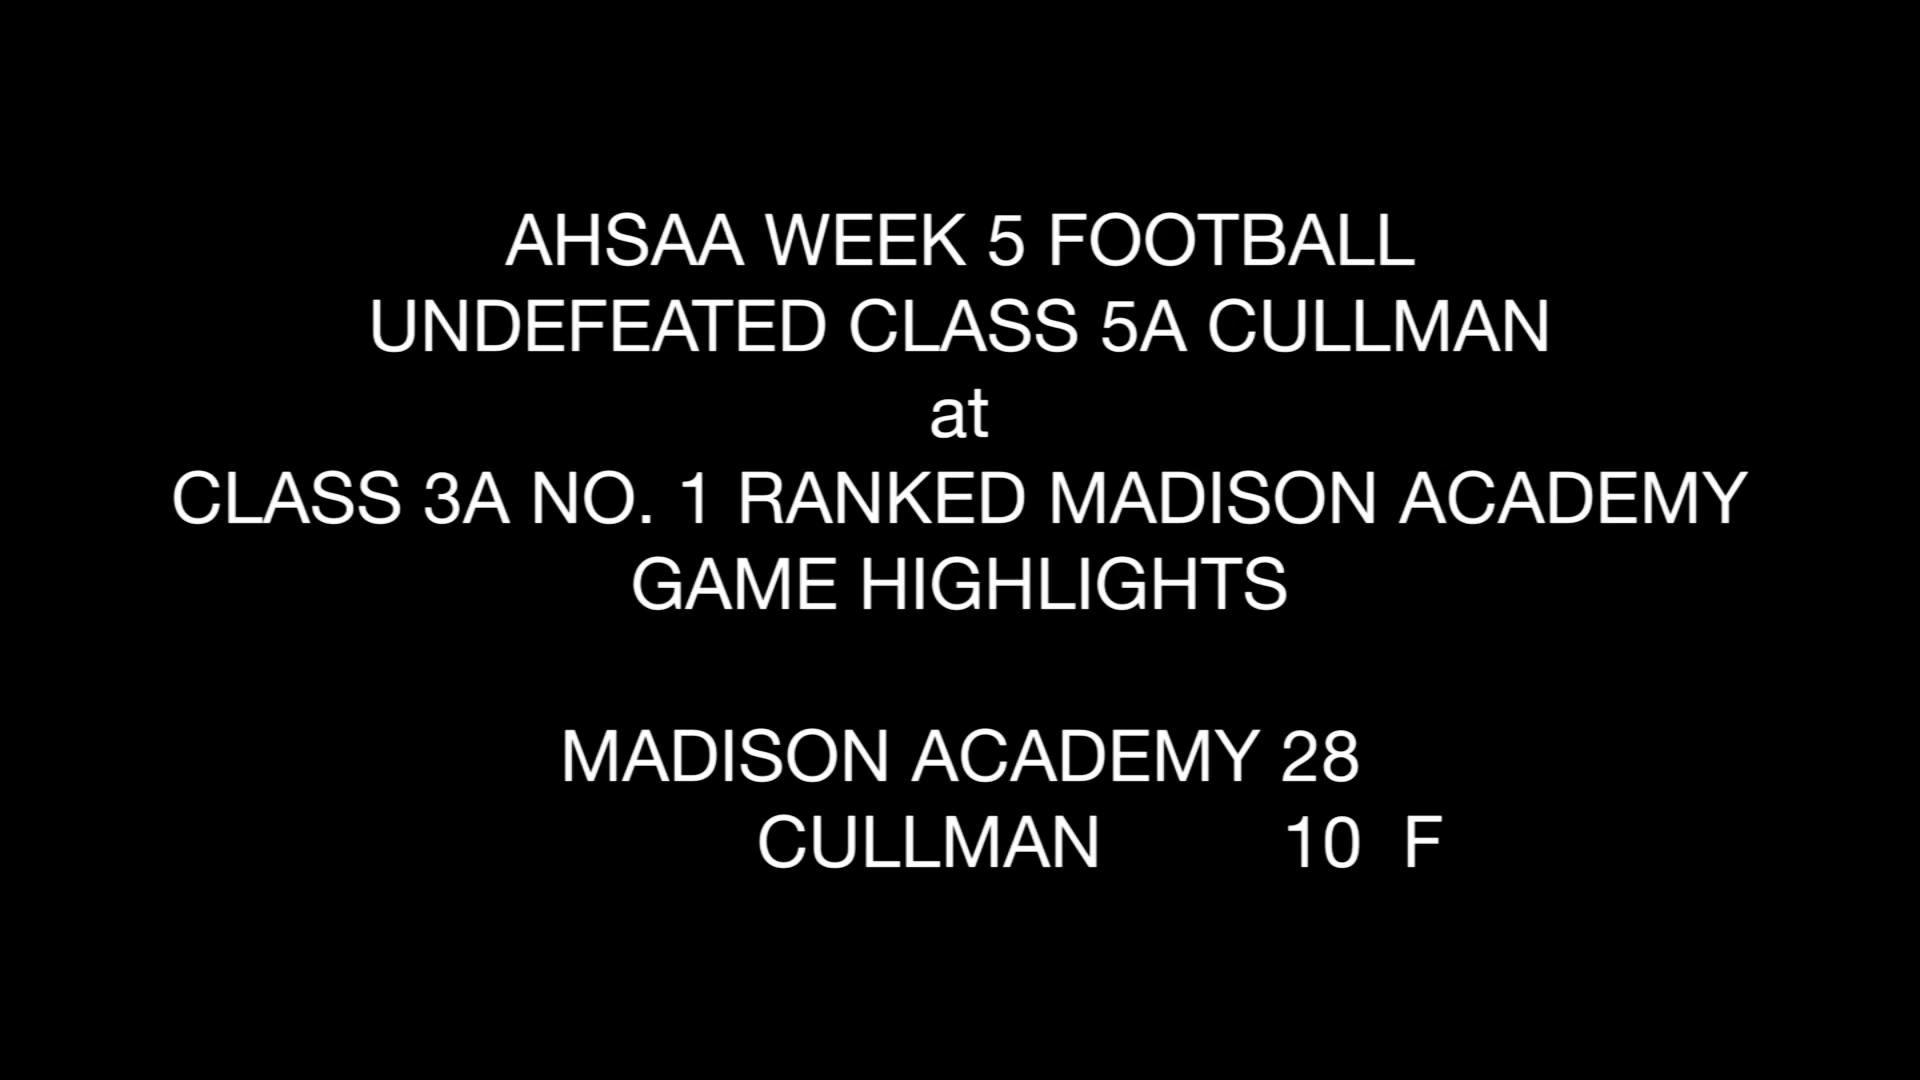 AHSAA WEEK 5 FOOTBALL
UNDEFEATED CLASS 5A CULLMAN
at
CLASS 3A NO. 1 RANKED MADISON ACADEMY
GAME HIGHLIGHTS
MADISON ACADEMY 28
CULLMAN 10 F